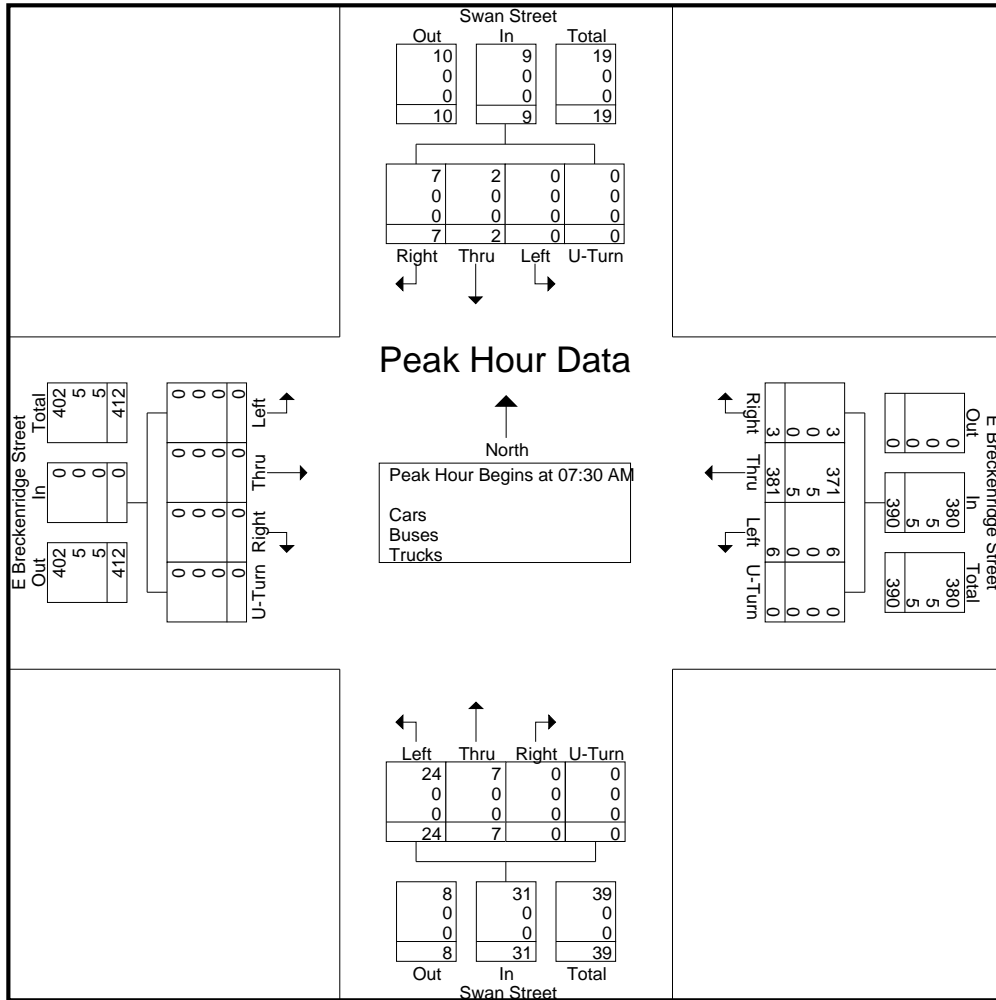 Swan Street
Out In Total
10 9 19
0 0 0
0 0 0
10 9 19
7 2 0 0
0 0 0 0
0 0 0 0
7 2 0 0
Right Thru Left U-Turn
Peak Hour Data
North
Peak Hour Begins at 07:30 AM
Cars
Buses
Trucks
E Breckenridge Street
Out In Total
402 0 402
5 0 5
5 0 5
412 0 412
U-Turn Right Thru Left
0 0 0 0
0 0 0 0
0 0 0 0
0 0 0 0
E Breckenridge Street
Out In Total
0 380 380
0 5 5
0 5 5
0 390 390
Right Thru Left U-Turn
3 371 6 0
0 5 0 0
0 5 0 0
3 381 6 0
Left Thru Right U-Turn
24 7 0 0
0 0 0 0
0 0 0 0
24 7 0 0
8 31 39
0 0 0
0 0 0
8 31 39
Out In Total
Swan Street